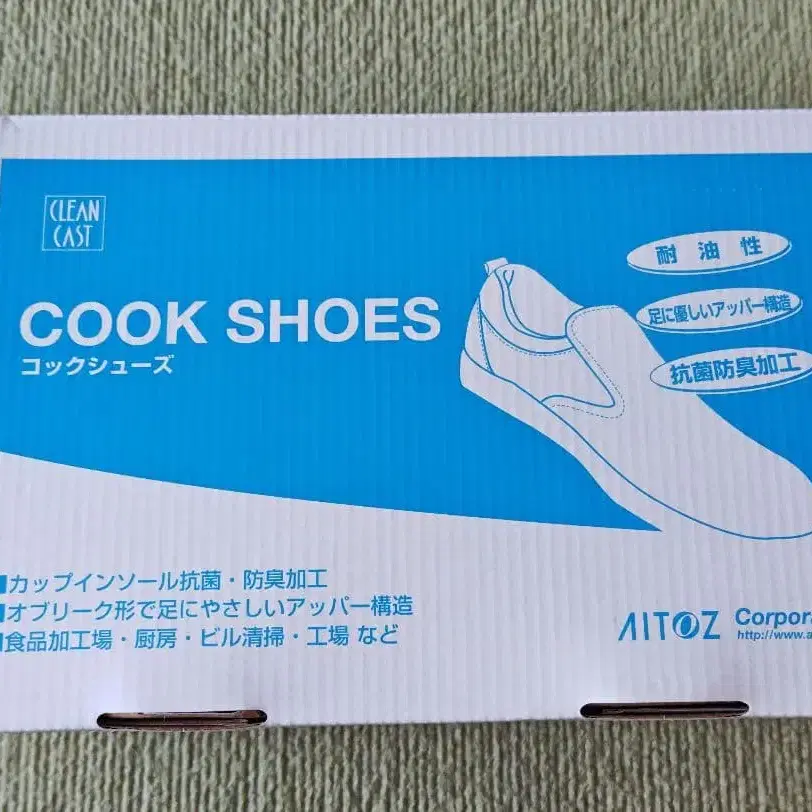 CLEAN
CAST
COOK SHOES
コックシューズ
耐油性
足に優しいアッパー構造
抗菌防臭加工
■カップインソール抗菌・防臭加工
■オブリーク形で足にやさしいアッパー構造
■食品加工場・厨房・ビル清掃・工場 など
AITOZ